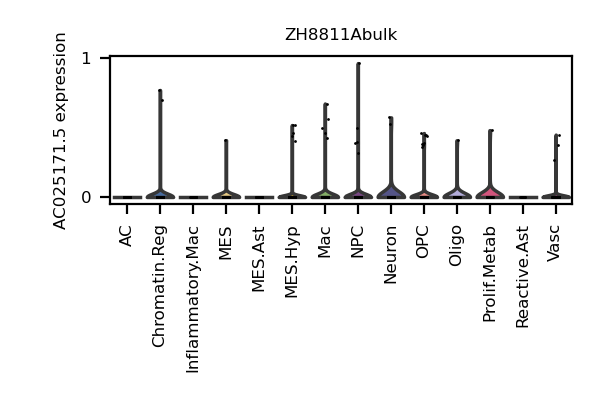 ZH8811Abulk
AC025171.5 expression
1
0
AC
Chromatin.Reg
Inflammatory.Mac
MES
MES.Ast
MES.Hyp
Mac
NPC
Neuron
OPC
Oligo
Prolif.Metab
Reactive.Ast
Vasc